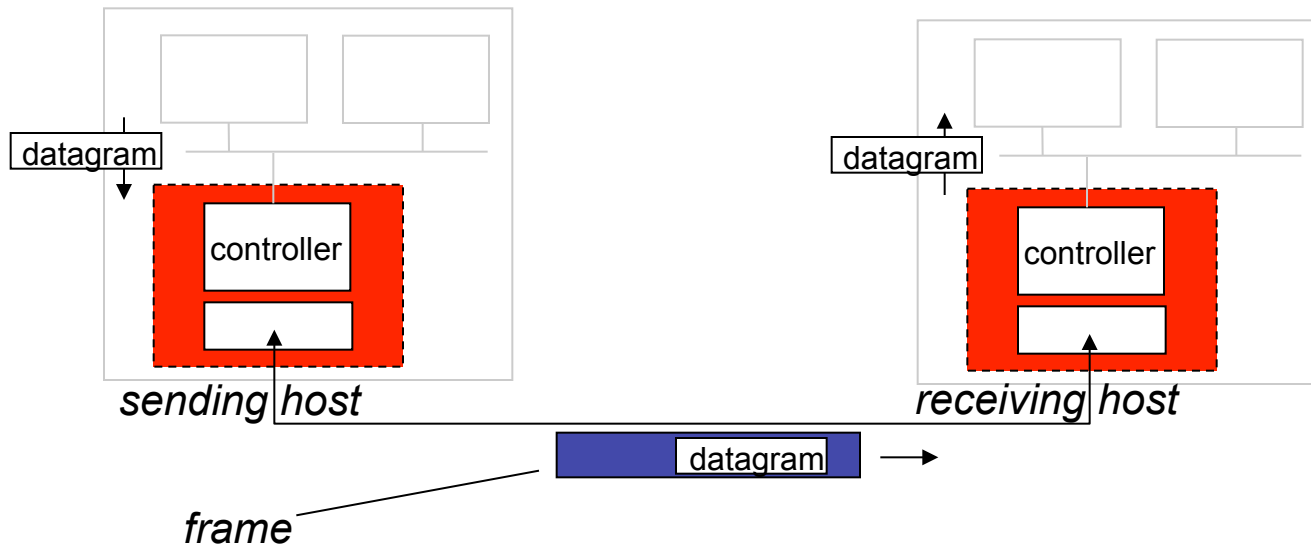 datagram
datagram
controller
controller
sending host
receiving host
datagram
frame